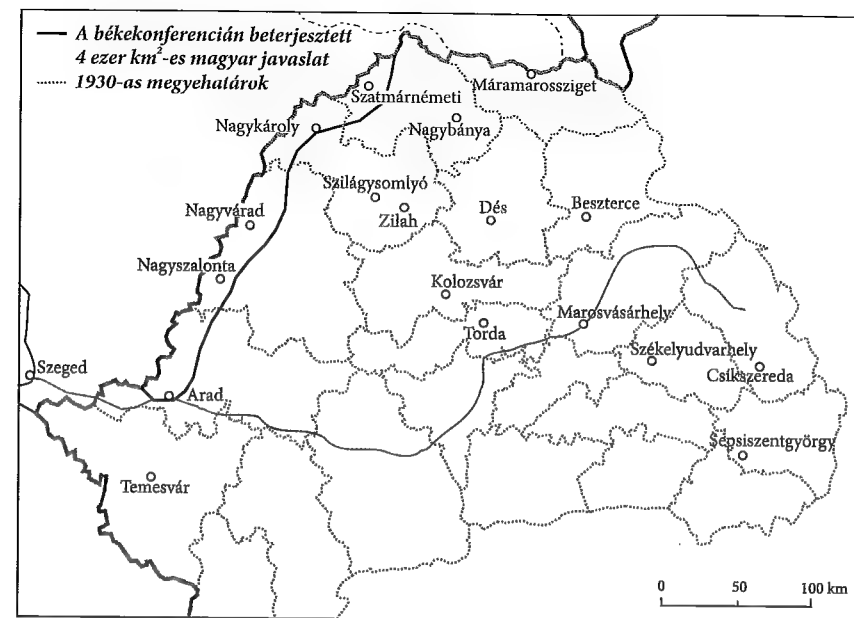 A békekonferencián beterjesztett
4 ezer km²-es magyar javaslat
1930-as megyehatárok
Máramarossziget
Szatmárnémeti
Nagykároly
Nagybánya
Szilágysomlyó
Zilah
Dés
Beszterce
Nagyvárad
Nagyszalonta
Kolozsvár
Marosvásárhely
Torda
Székelyudvarhely
Csíkszereda
Szeged
Arad
Sepsiszentgyörgy
Temesvár
0 50 100 km